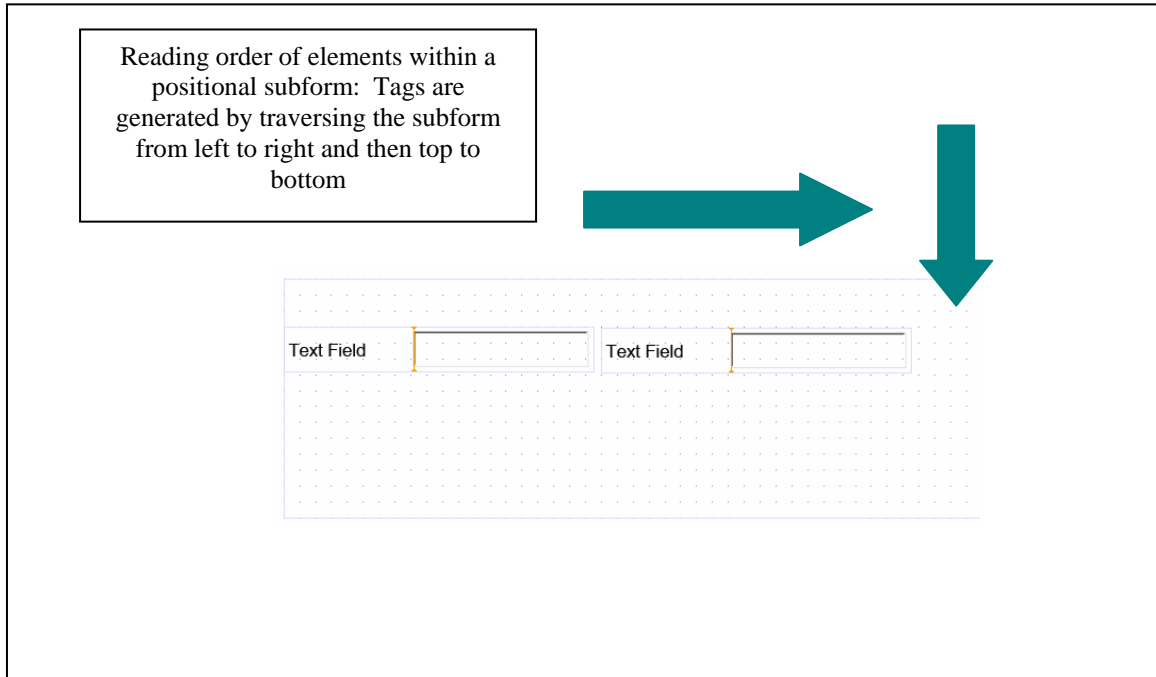 Reading order of elements within a
positional subform:  Tags are
generated by traversing the subform
from left to right and then top to
bottom
Text Field
Text Field